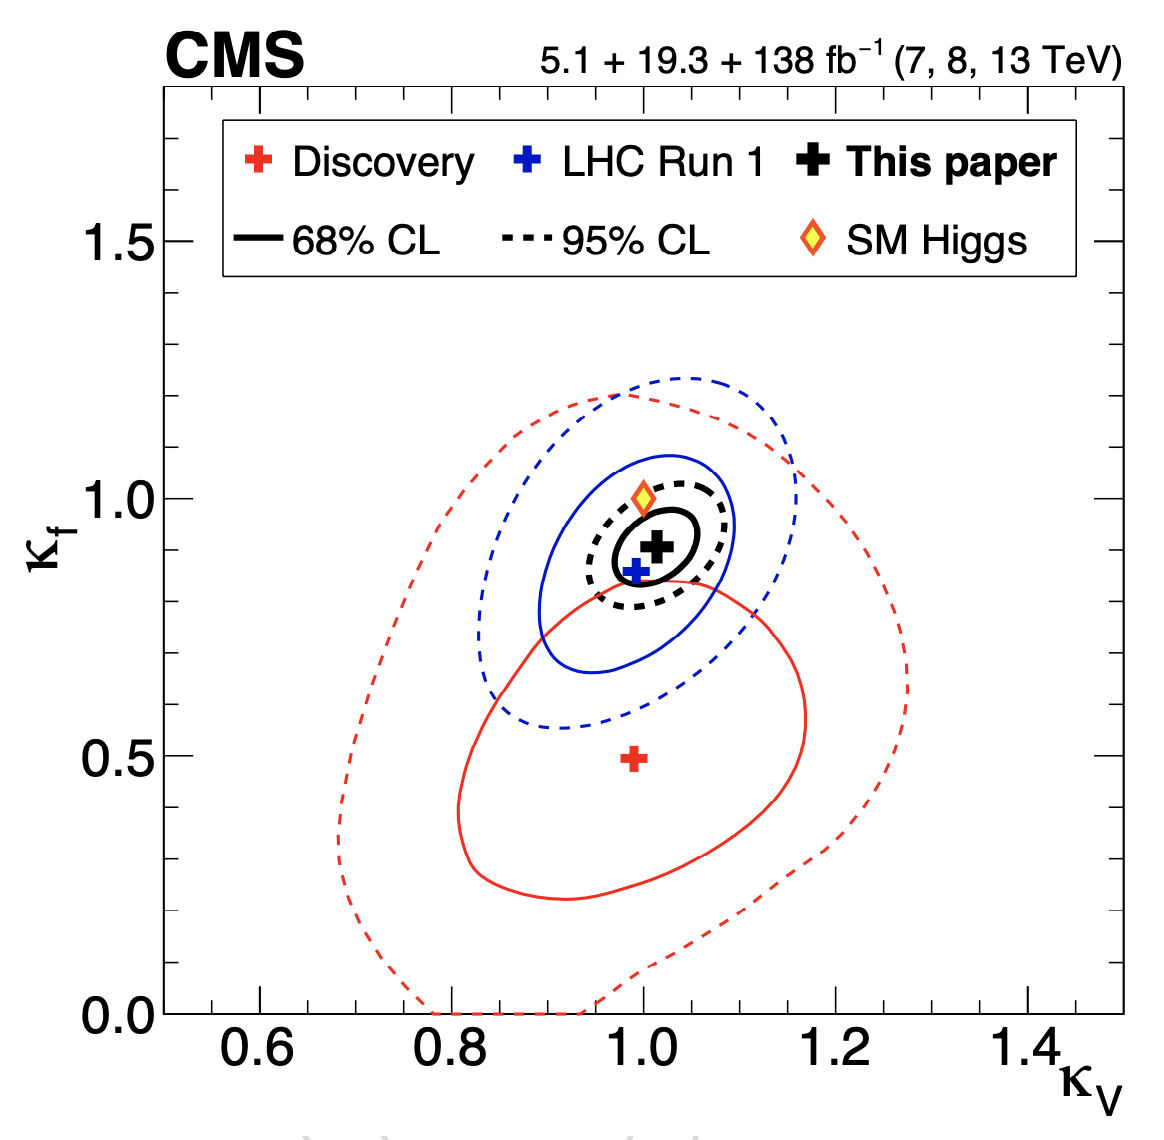 CMS 5.1 + 19.3 + 138 fb⁻¹ (7, 8, 13 TeV)
Discovery LHC Run 1 This paper
68% CL 95% CL SM Higgs
1.5
1.0
κf
0.5
0.0
0.6 0.8 1.0 1.2 1.4
κV